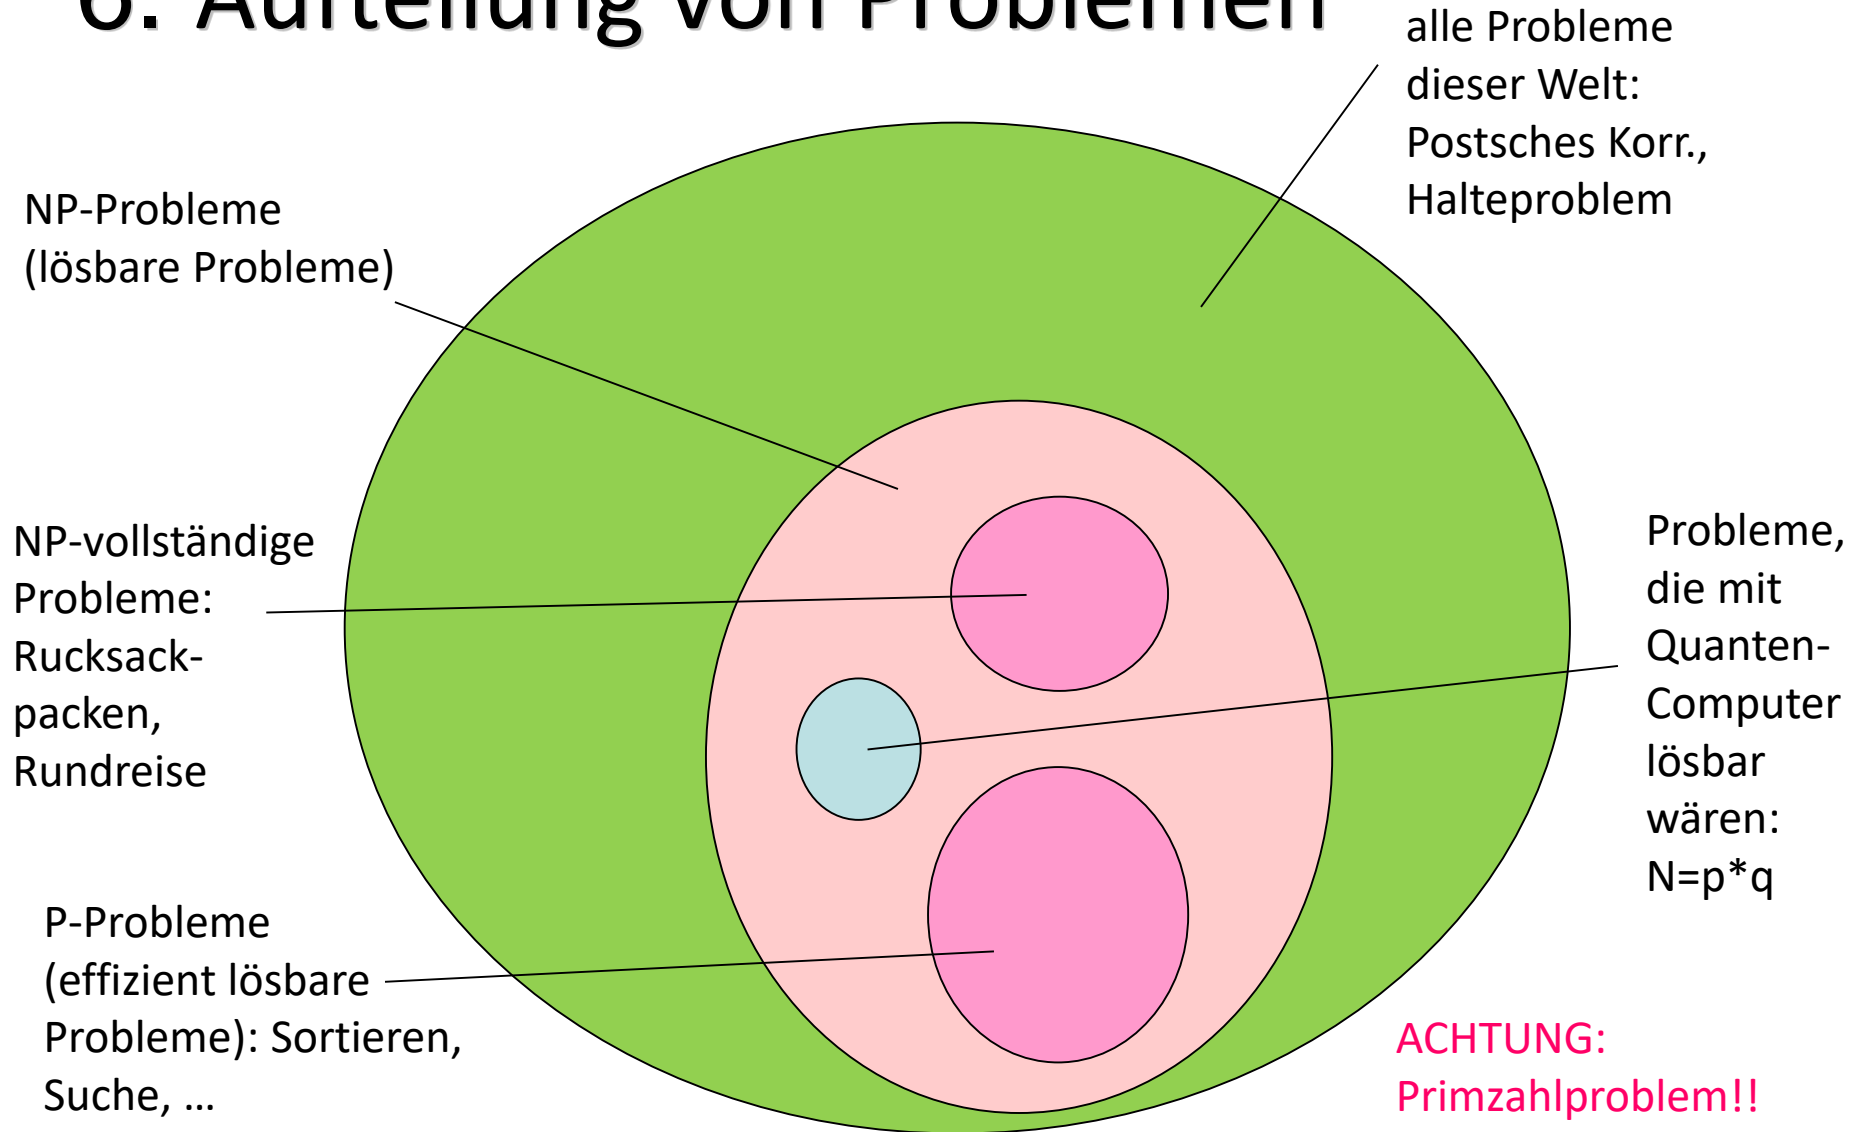 6. Aufteilung von Problemen
alle Probleme
dieser Welt:
Postsches Korr.,
Halteproblem
NP-Probleme
(lösbare Probleme)
NP-vollständige
Probleme:
Rucksack-
packen,
Rundreise
Probleme,
die mit
Quanten-
Computer
lösbar
wären:
N=p*q
P-Probleme
(effizient lösbare
Probleme): Sortieren,
Suche, ...
ACHTUNG:
Primzahlproblem!!